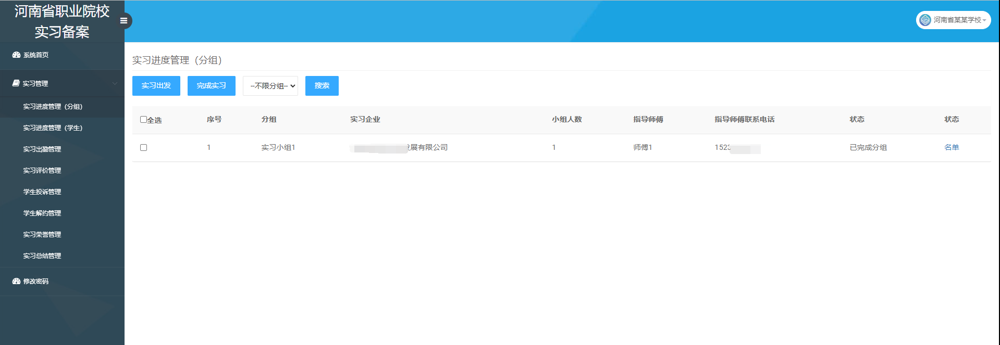 河南省职业院校
实习备案
河南省某某学校
系统首页
实习管理
实习进度管理（分组）
实习进度管理（学生）
实习出勤管理
实习评价管理
学生投诉管理
学生解约管理
实习荣誉管理
实习总结管理
修改密码
实习进度管理（分组）
实习出发 完成实习 --不限分组-- 搜索
全选 序号 分组 实习企业 小组人数 指导师傅 指导师傅联系电话 状态 状态
1 实习小组1 发展有限公司 1 师傅1 152 已完成分组 名单